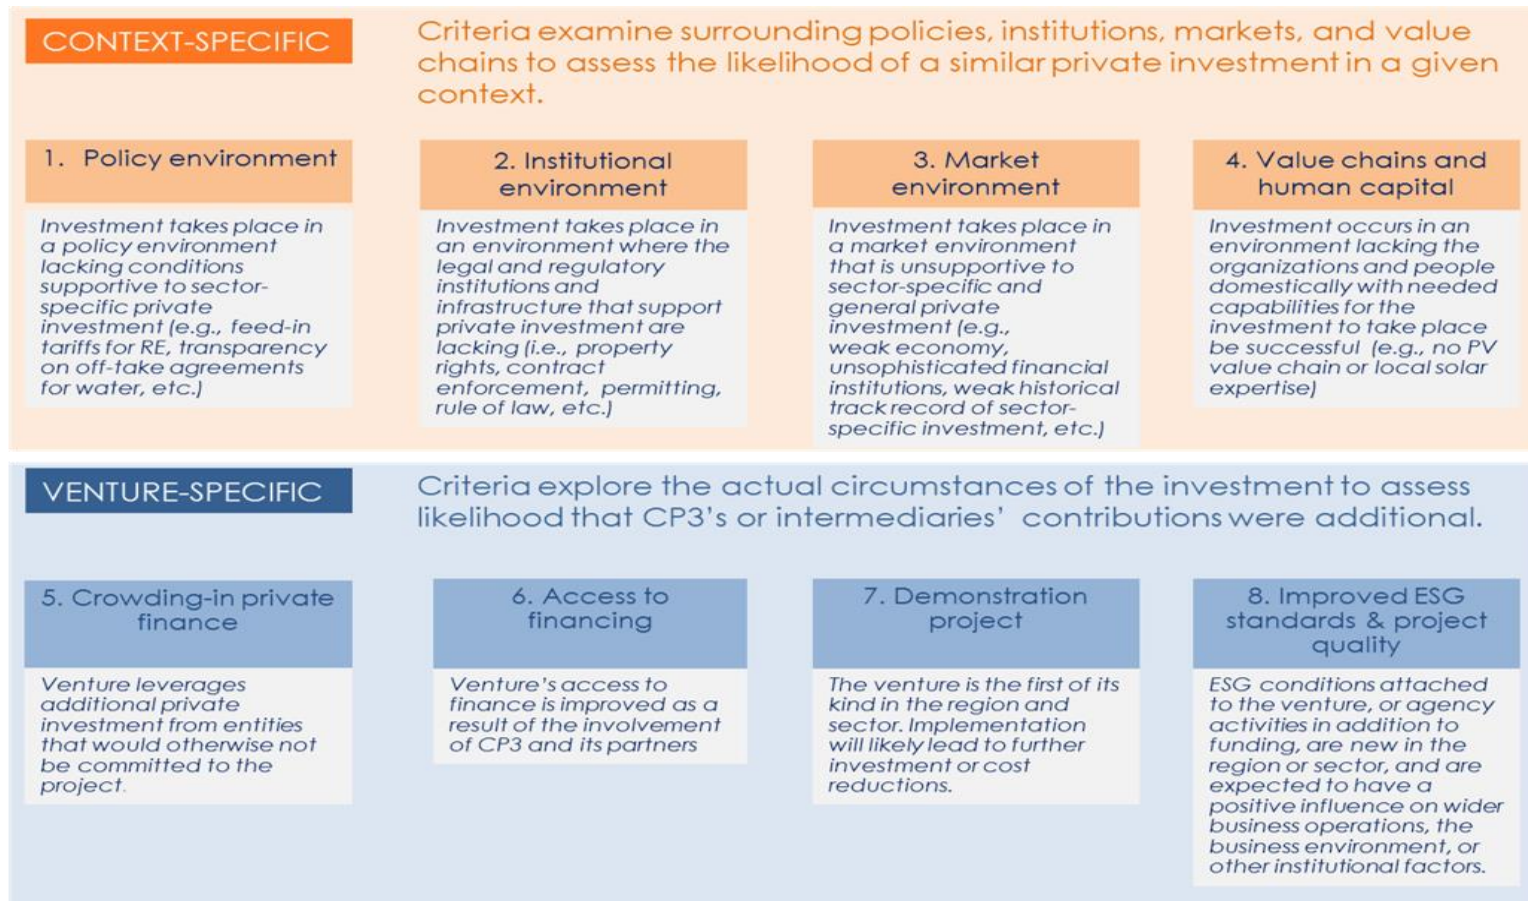 CONTEXT-SPECIFIC
Criteria examine surrounding policies, institutions, markets, and value
chains to assess the likelihood of a similar private investment in a given
context.
1. Policy environment
Investment takes place in
a policy environment
lacking conditions
supportive to sector-
specific private
investment (e.g., feed-in
tariffs for RE, transparency
on off-take agreements
for water, etc.)
2. Institutional
environment
Investment takes place in
an environment where the
legal and regulatory
institutions and
infrastructure that support
private investment are
lacking (i.e., property
rights, contract
enforcement, permitting,
rule of law, etc.)
3. Market
environment
Investment takes place in
a market environment
that is unsupportive to
sector-specific and
general private
investment (e.g.,
weak economy,
unsophisticated financial
institutions, weak historical
track record of sector-
specific investment, etc.)
4. Value chains and
human capital
Investment occurs in an
environment lacking the
organizations and people
domestically with needed
capabilities for the
investment to take place
be successful (e.g., no PV
value chain or local solar
expertise)
VENTURE-SPECIFIC
Criteria explore the actual circumstances of the investment to assess
likelihood that CP3's or intermediaries' contributions were additional.
5. Crowding-in private
finance
Venture leverages
additional private
investment from entities
that would otherwise not
be committed to the
project.
6. Access to
financing
Venture's access to
finance is improved as a
result of the involvement
of CP3 and its partners
7. Demonstration
project
The venture is the first of its
kind in the region and
sector. Implementation
will likely lead to further
investment or cost
reductions.
8. Improved ESG
standards & project
quality
ESG conditions attached
to the venture, or agency
activities in addition to
funding, are new in the
region or sector, and are
expected to have a
positive influence on wider
business operations, the
business environment, or
other institutional factors.